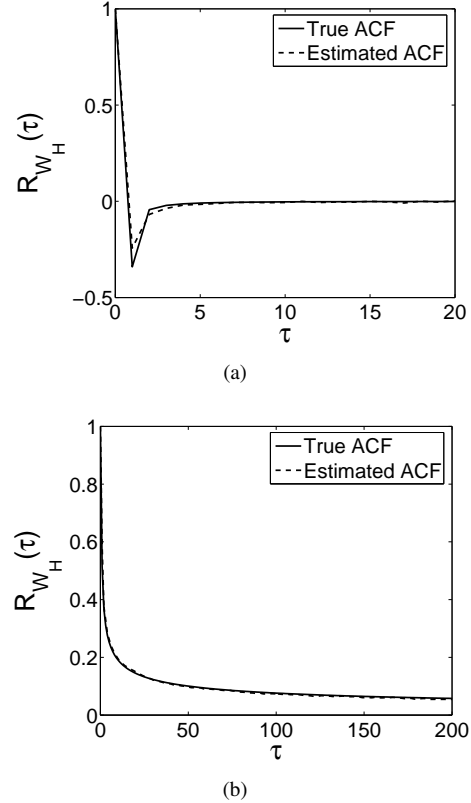 1
0.5
0
−0.5
0
5
10
15
20
R_{W_H}(τ)
τ
True ACF
Estimated ACF
(a)
1
0.8
0.6
0.4
0.2
0
0
50
100
150
200
R_{W_H}(τ)
τ
True ACF
Estimated ACF
(b)